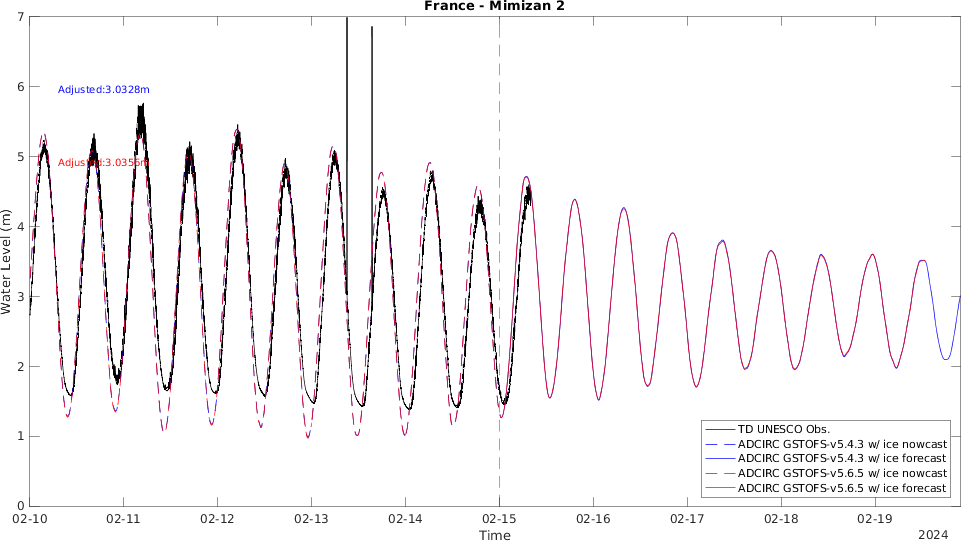 France - Mimizan 2
7
6
5
4
3
2
1
0
Water Level (m)
Adjusted:3.0328m
Adjusted:3.0356m
TD UNESCO Obs.
ADCIRC GSTOFS-v5.4.3 w/ ice nowcast
ADCIRC GSTOFS-v5.4.3 w/ ice forecast
ADCIRC GSTOFS-v5.6.5 w/ ice nowcast
ADCIRC GSTOFS-v5.6.5 w/ ice forecast
02-10 02-11 02-12 02-13 02-14 02-15 02-16 02-17 02-18 02-19
Time
2024